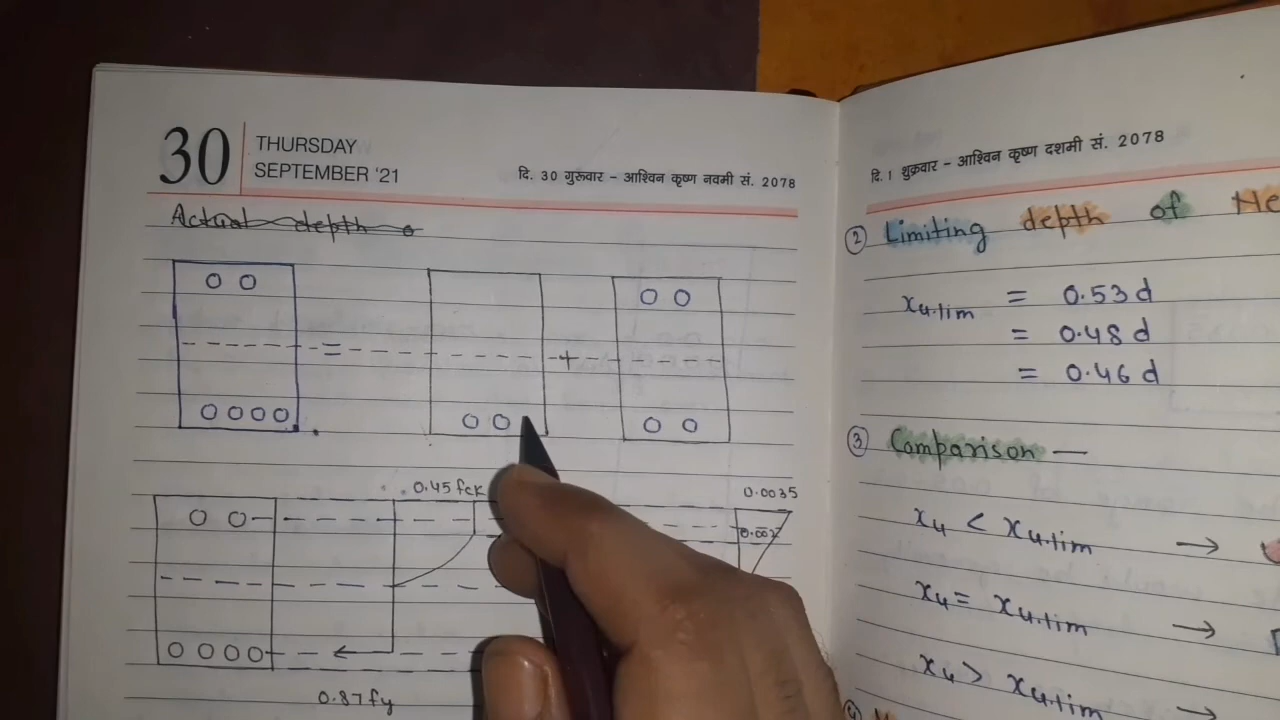 30
THURSDAY
SEPTEMBER '21
दि. 30 गुरूवार - आश्विन कृष्ण नवमी सं. 2078
Actual depth o
=
+
0.45 fck
0.0035
0.002
0.87fy
दि. 1 शुक्रवार - आश्विन कृष्ण दशमी सं. 2078
② Limiting depth of Ne
xu.lim = 0.53 d
= 0.48 d
= 0.46 d
③ Comparison —
xu < xu.lim →
xu = xu.lim →
xu > xu.lim →
④